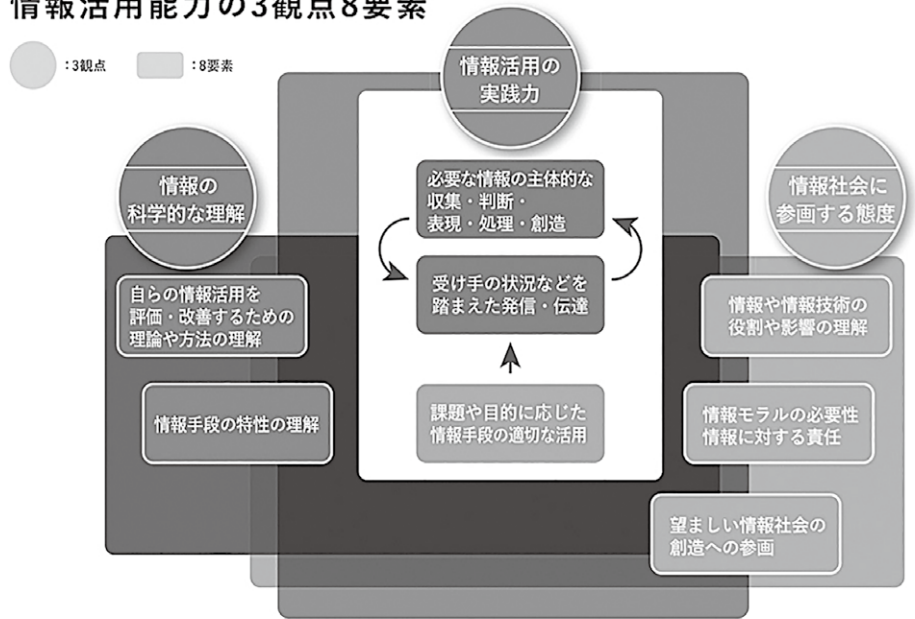 情報活用能力の3観点8要素
:3観点
:8要素
情報活用の
実践力
情報の
科学的な理解
情報社会に
参画する態度
必要な情報の主体的な
収集・判断・
表現・処理・創造
受け手の状況などを
踏まえた発信・伝達
課題や目的に応じた
情報手段の適切な活用
自らの情報活用を
評価・改善するための
理論や方法の理解
情報手段の特性の理解
情報や情報技術の
役割や影響の理解
情報モラルの必要性
情報に対する責任
望ましい情報社会の
創造への参画